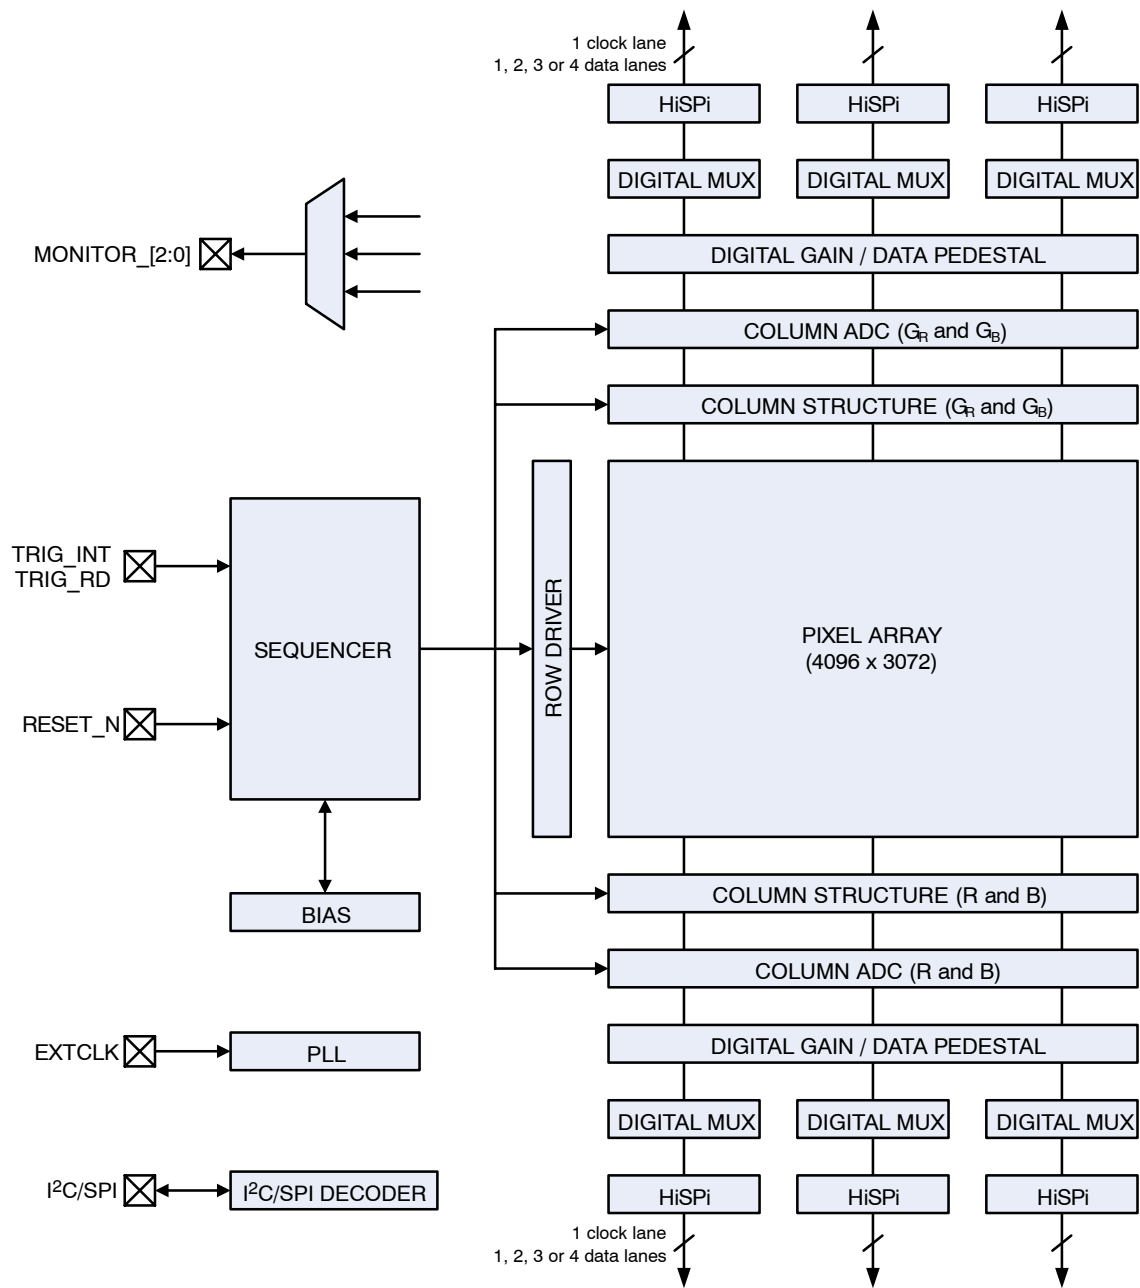 1 clock lane
1, 2, 3 or 4 data lanes
HiSPi HiSPi HiSPi
DIGITAL MUX DIGITAL MUX DIGITAL MUX
MONITOR_[2:0]
DIGITAL GAIN / DATA PEDESTAL
COLUMN ADC (GR and GB)
COLUMN STRUCTURE (GR and GB)
TRIG_INT
TRIG_RD
SEQUENCER
ROW DRIVER
PIXEL ARRAY
(4096 x 3072)
RESET_N
BIAS
COLUMN STRUCTURE (R and B)
COLUMN ADC (R and B)
EXTCLK
PLL
DIGITAL GAIN / DATA PEDESTAL
DIGITAL MUX DIGITAL MUX DIGITAL MUX
I²C/SPI
I²C/SPI DECODER
HiSPi HiSPi HiSPi
1 clock lane
1, 2, 3 or 4 data lanes